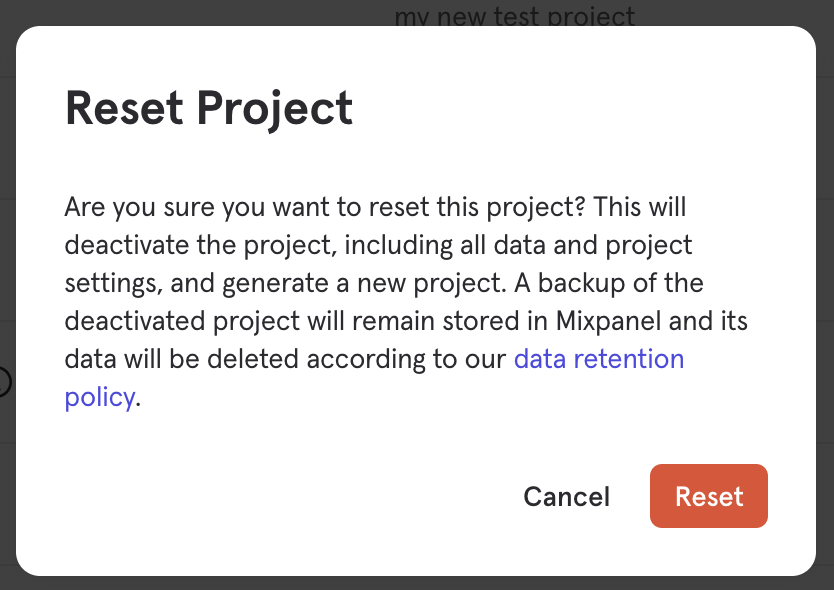 my new test project
Reset Project
Are you sure you want to reset this project? This will
deactivate the project, including all data and project
settings, and generate a new project. A backup of the
deactivated project will remain stored in Mixpanel and its
data will be deleted according to our data retention
policy.
Cancel Reset